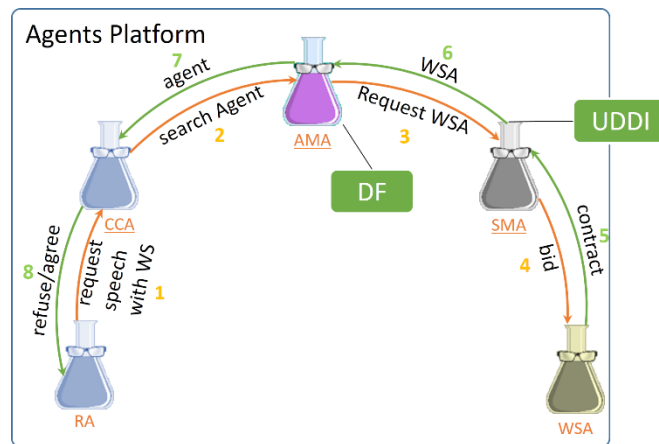 Agents Platform
7
agent
6
WSA
search Agent
2
Request WSA
3
AMA
UDDI
DF
CCA
SMA
8
refuse/agree
request
speech
with WS
1
4
bid
5
contract
RA
WSA